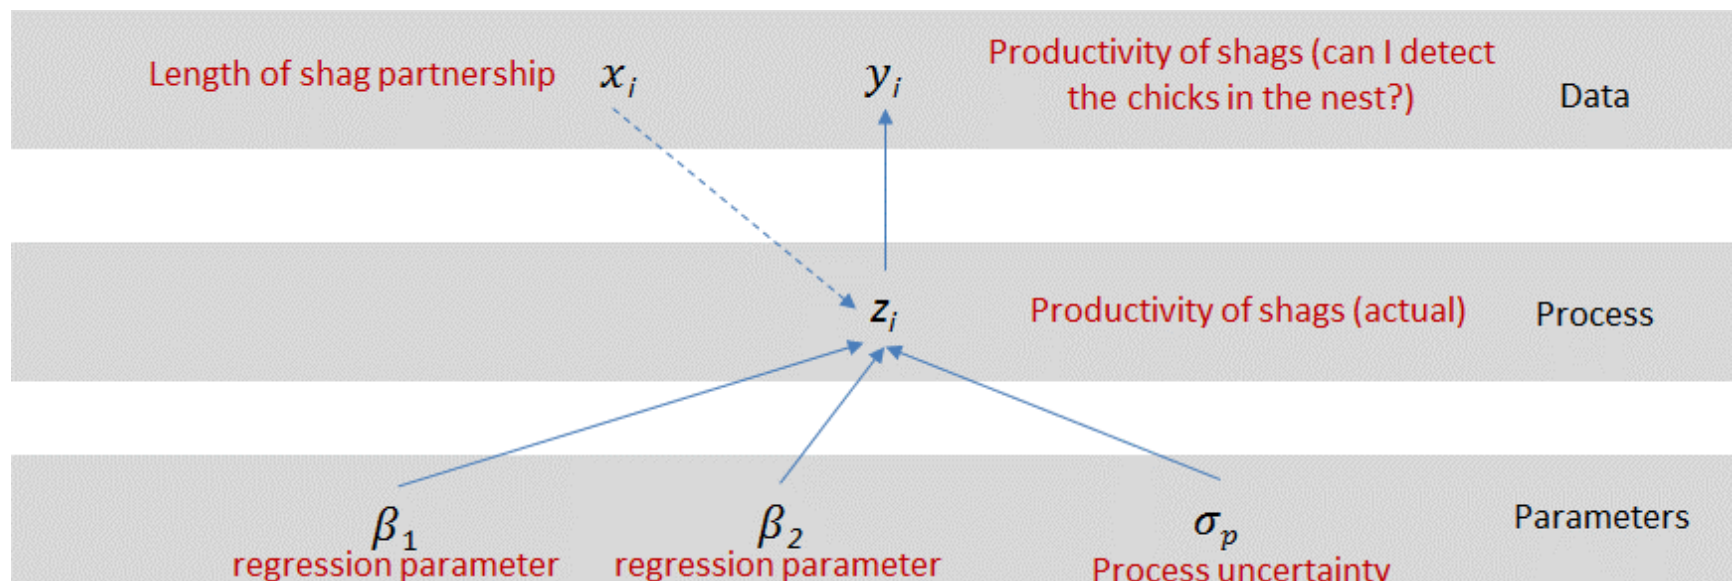 Length of shag partnership x_i y_i Productivity of shags (can I detect
the chicks in the nest?) Data
z_i Productivity of shags (actual) Process
β_1 β_2 σ_p Parameters
regression parameter regression parameter Process uncertainty